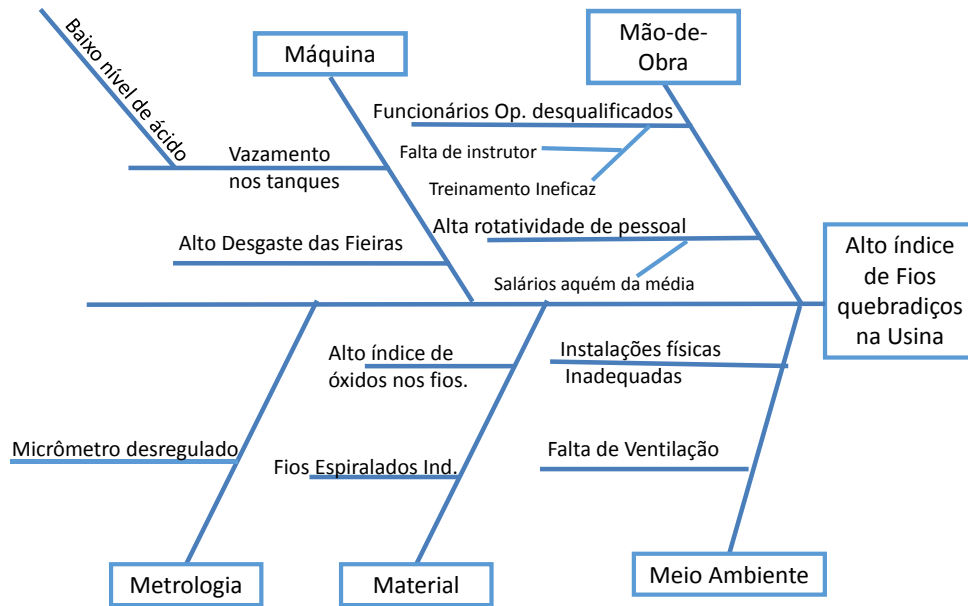 Baixo nível de ácido
Máquina
Mão-de-
Obra
Funcionários Op. desqualificados
Falta de instrutor
Treinamento Ineficaz
Vazamento
nos tanques
Alta rotatividade de pessoal
Salários aquém da média
Alto Desgaste das Fieiras
Alto índice
de Fios
quebradiços
na Usina
Alto índice de
óxidos nos fios.
Instalações físicas
Inadequadas
Micrômetro desregulado
Fios Espiralados Ind.
Falta de Ventilação
Metrologia
Material
Meio Ambiente